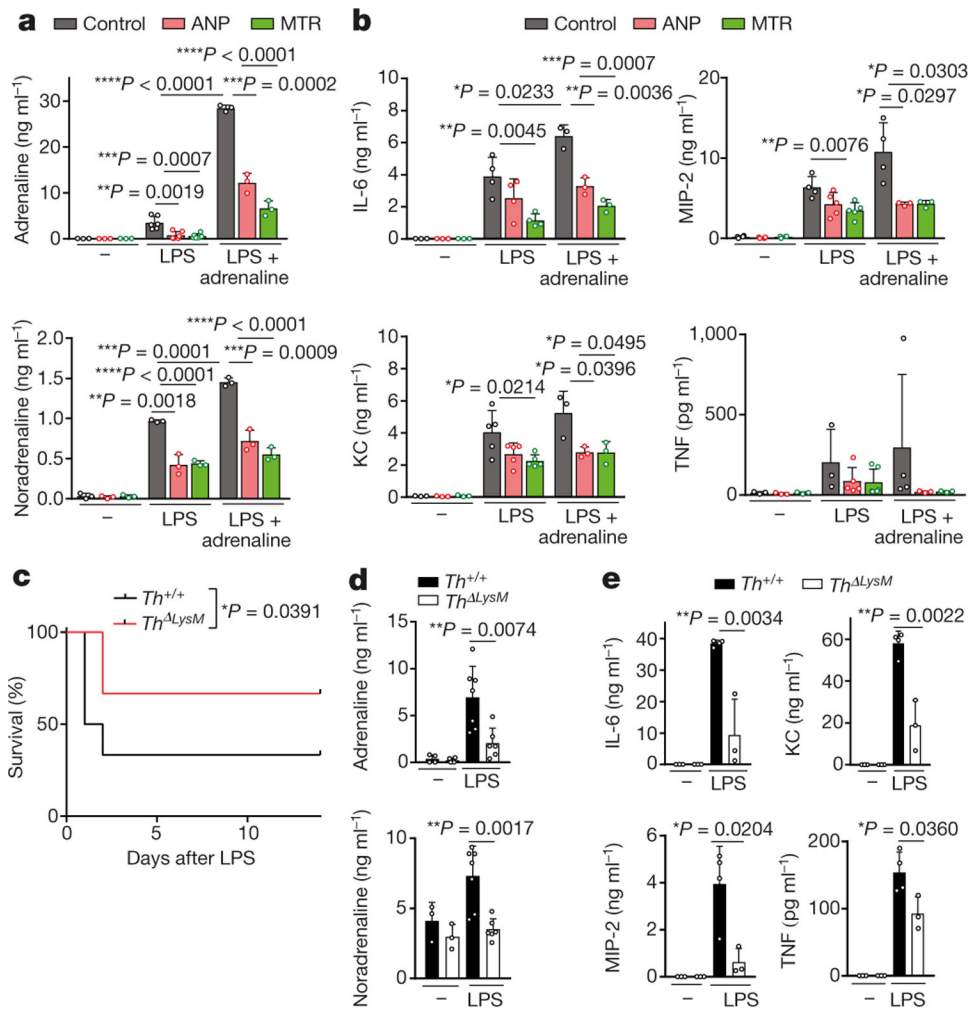 a
Control ANP MTR
Adrenaline (ng ml⁻¹)
30
20
10
0
****P < 0.0001
****P < 0.0001
***P = 0.0002
***P = 0.0007
**P = 0.0019
–
LPS
LPS +
adrenaline
Noradrenaline (ng ml⁻¹)
2.0
1.5
1.0
0.5
0.0
****P < 0.0001
***P = 0.0001
***P = 0.0009
****P < 0.0001
**P = 0.0018
–
LPS
LPS +
adrenaline
b
Control ANP MTR
IL-6 (ng ml⁻¹)
10
8
6
4
2
0
***P = 0.0007
*P = 0.0233
**P = 0.0036
**P = 0.0045
–
LPS
LPS +
adrenaline
MIP-2 (ng ml⁻¹)
20
10
0
*P = 0.0303
*P = 0.0297
**P = 0.0076
–
LPS
LPS +
adrenaline
KC (ng ml⁻¹)
10
8
6
4
2
0
*P = 0.0495
*P = 0.0396
*P = 0.0214
–
LPS
LPS +
adrenaline
TNF (pg ml⁻¹)
1,000
500
0
–
LPS
LPS +
adrenaline
c
Th+/+
ThΔLysM
*P = 0.0391
Survival (%)
100
50
0
0 5 10
Days after LPS
d
Th+/+
ThΔLysM
Adrenaline (ng ml⁻¹)
15
10
5
0
**P = 0.0074
–
LPS
Noradrenaline (ng ml⁻¹)
10
5
0
**P = 0.0017
–
LPS
e
Th+/+ ThΔLysM
IL-6 (ng ml⁻¹)
40
30
20
10
0
**P = 0.0034
–
LPS
KC (ng ml⁻¹)
60
40
20
0
**P = 0.0022
–
LPS
MIP-2 (ng ml⁻¹)
6
4
2
0
*P = 0.0204
–
LPS
TNF (pg ml⁻¹)
200
100
0
*P = 0.0360
–
LPS